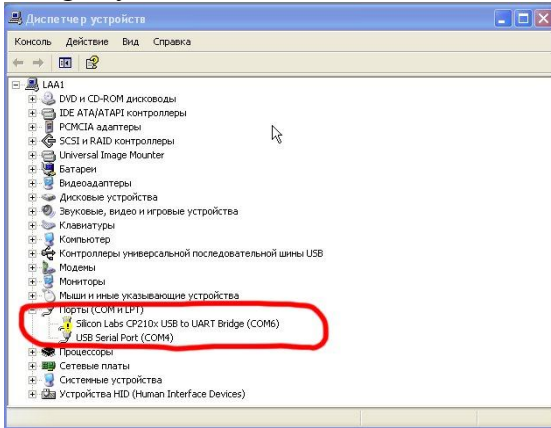 Диспетчер устройств
Консоль Действие Вид Справка
LAA1
DVD и CD-ROM дисководы
IDE ATA/ATAPI контроллеры
PCMCIA адаптеры
SCSI и RAID контроллеры
Universal Image Mounter
Батареи
Видеоадаптеры
Дисковые устройства
Звуковые, видео и игровые устройства
Клавиатуры
Компьютер
Контроллеры универсальной последовательной шины USB
Модемы
Мониторы
Мыши и иные указывающие устройства
Порты (COM и LPT)
Silicon Labs CP210x USB to UART Bridge (COM6)
USB Serial Port (COM4)
Процессоры
Сетевые платы
Системные устройства
Устройства HID (Human Interface Devices)